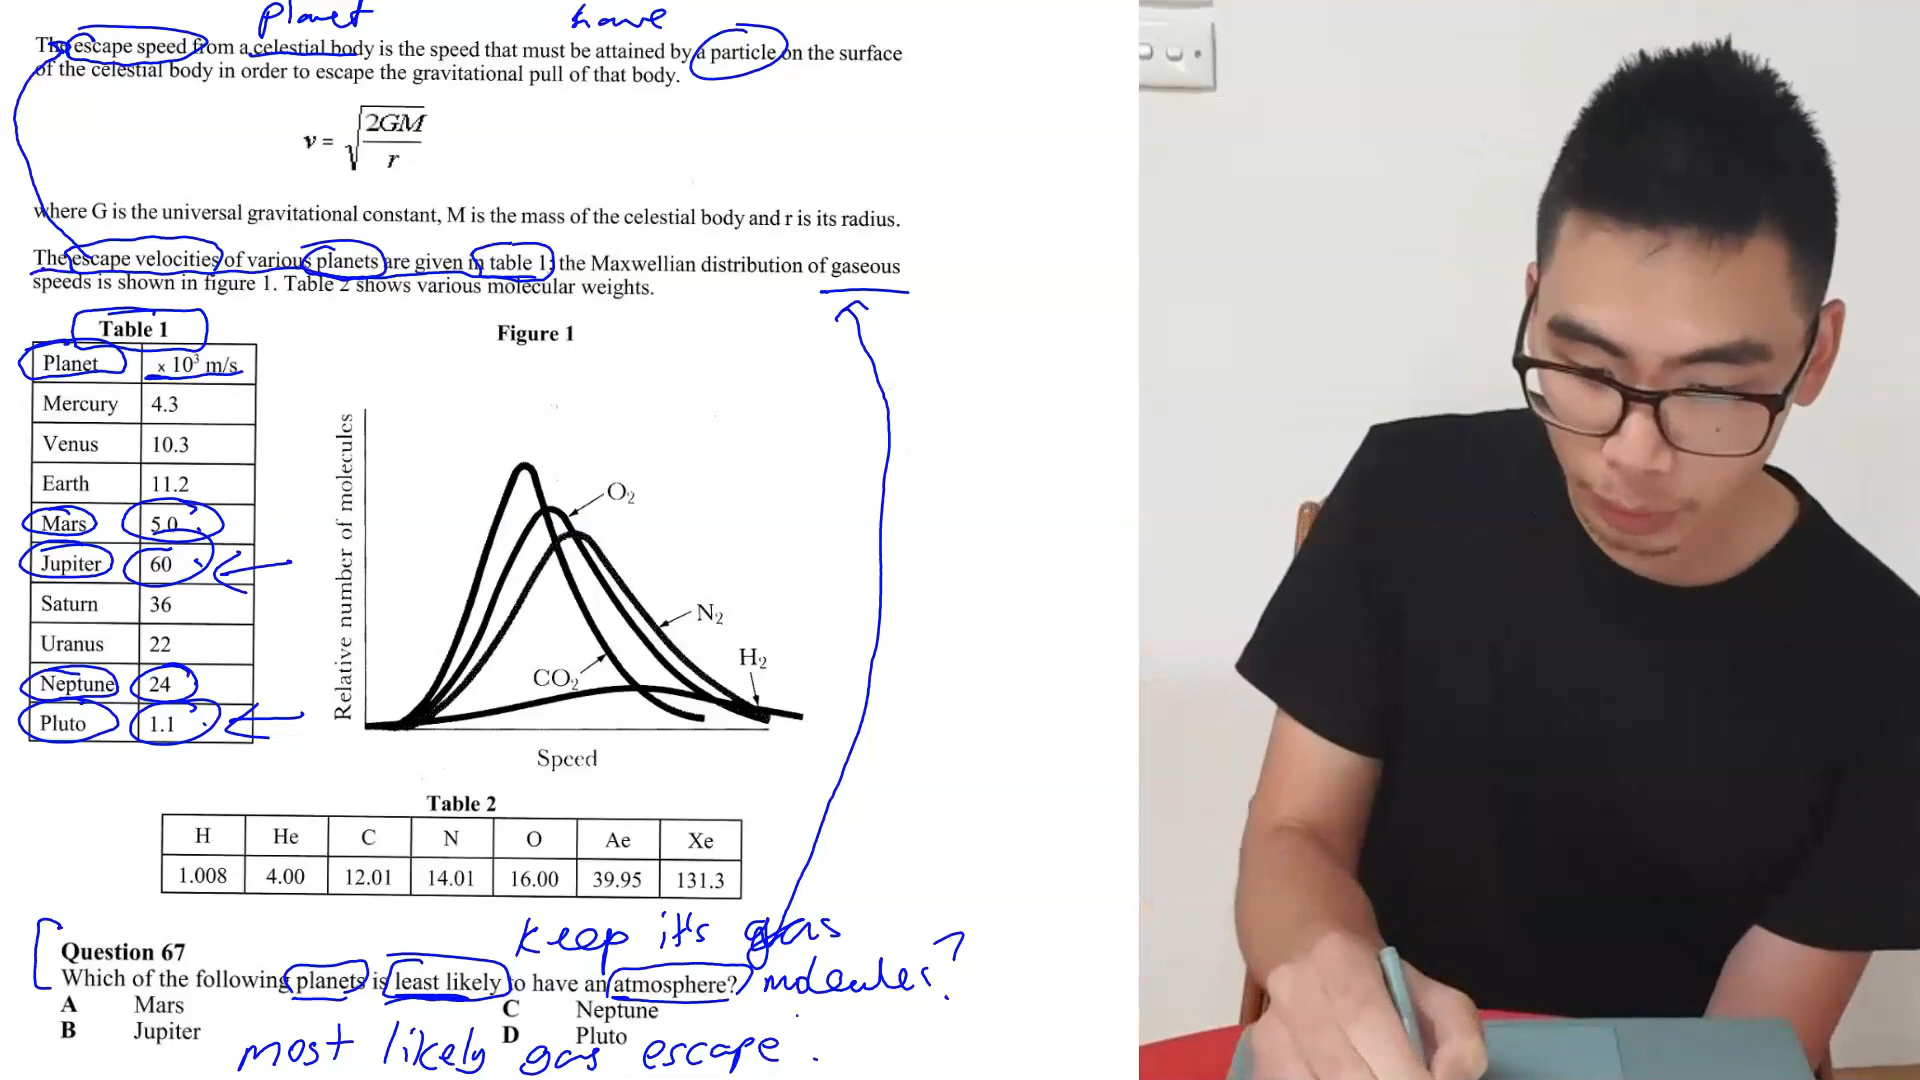 planet have
The escape speed from a celestial body is the speed that must be attained by a particle on the surface
of the celestial body in order to escape the gravitational pull of that body.
v = √(2GM / r)
where G is the universal gravitational constant, M is the mass of the celestial body and r is its radius.
The escape velocities of various planets are given in table 1; the Maxwellian distribution of gaseous
speeds is shown in figure 1. Table 2 shows various molecular weights.
Table 1
Planet x 10³ m/s
Mercury 4.3
Venus 10.3
Earth 11.2
Mars 5.0
Jupiter 60
Saturn 36
Uranus 22
Neptune 24
Pluto 1.1
Figure 1
Relative number of molecules
O₂
N₂
H₂
CO₂
Speed
Table 2
H He C N O Ae Xe
1.008 4.00 12.01 14.01 16.00 39.95 131.3
keep it's gas
molecules?
Question 67
Which of the following planets is least likely to have an atmosphere?
A Mars C Neptune
B Jupiter D Pluto
most likely gas escape.